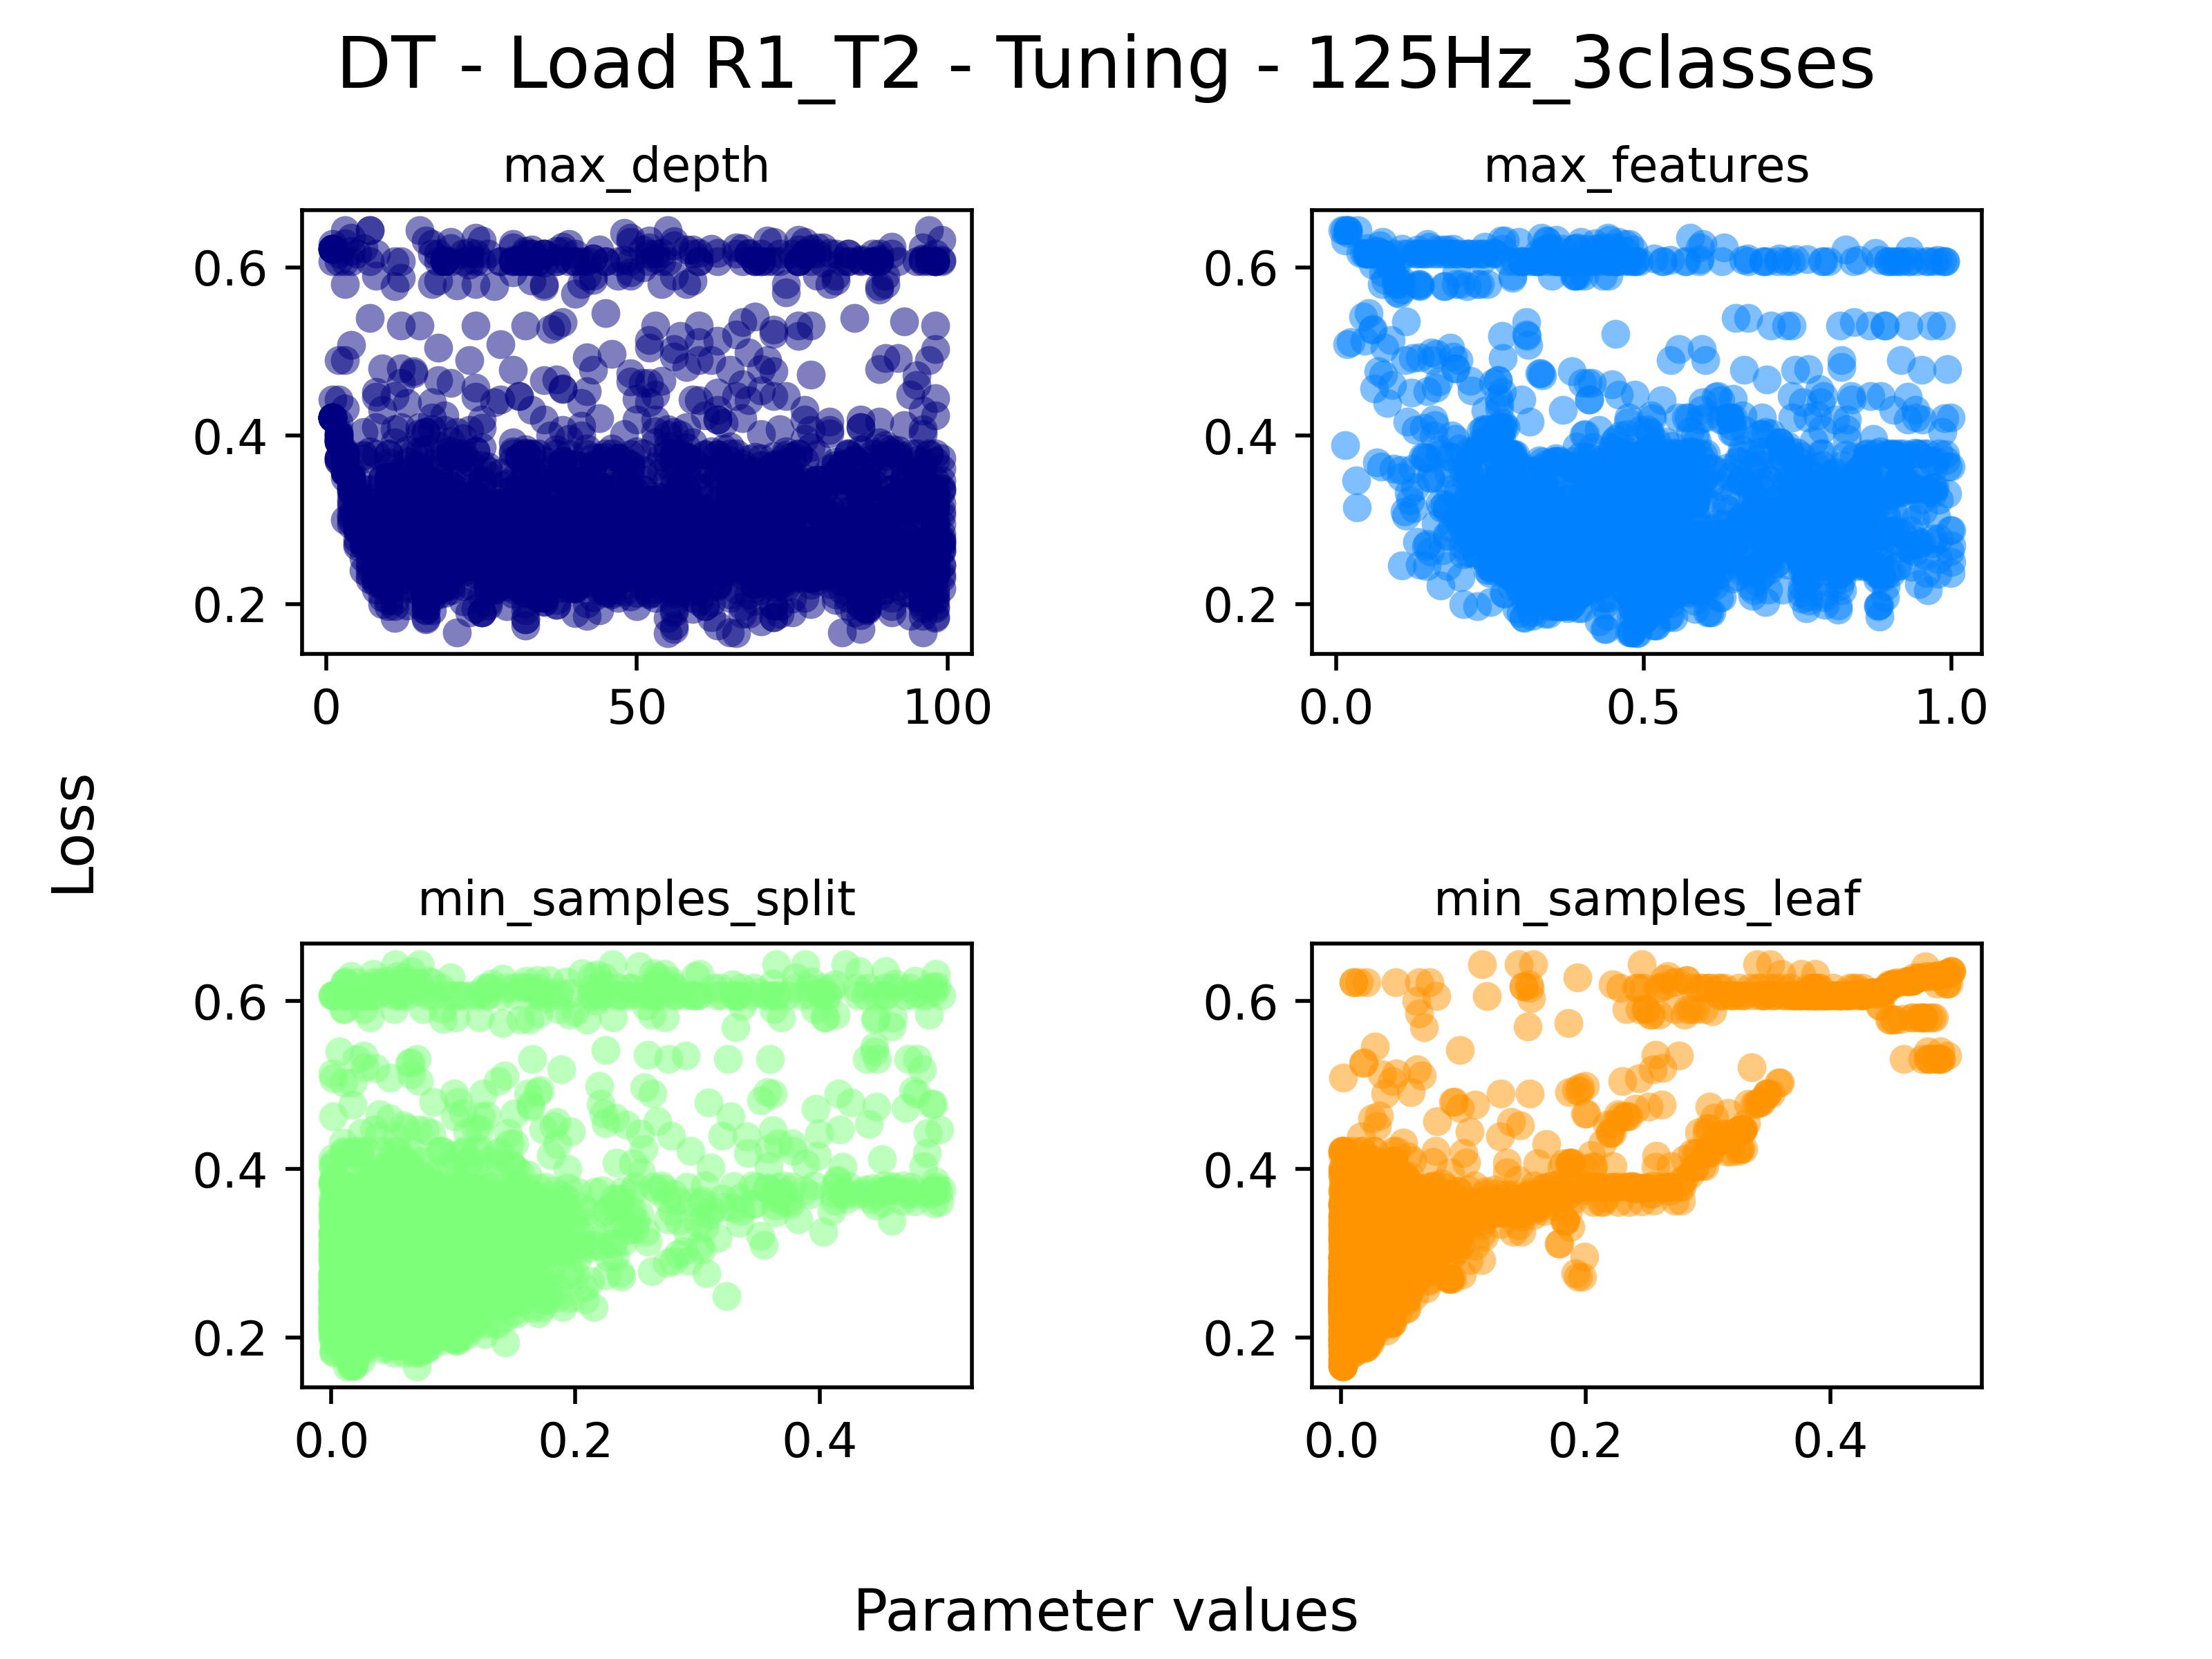 DT - Load R1_T2 - Tuning - 125Hz_3classes
max_depth
0.6
0.4
0.2
0 50 100
max_features
0.6
0.4
0.2
0.0 0.5 1.0
Loss
min_samples_split
0.6
0.4
0.2
0.0 0.2 0.4
min_samples_leaf
0.6
0.4
0.2
0.0 0.2 0.4
Parameter values